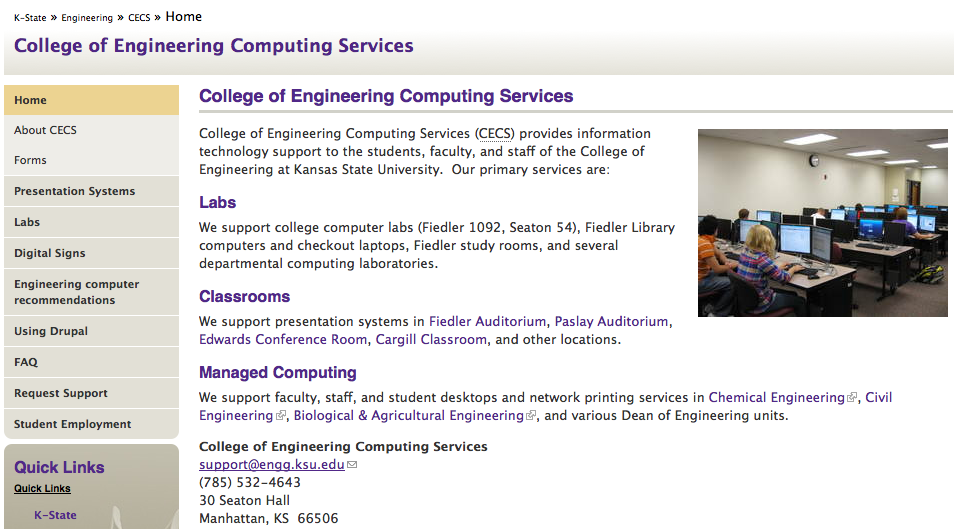 K-State » Engineering » CECS » Home
College of Engineering Computing Services
Home
About CECS
Forms
Presentation Systems
Labs
Digital Signs
Engineering computer
recommendations
Using Drupal
FAQ
Request Support
Student Employment
Quick Links
Quick Links
K-State
College of Engineering Computing Services
College of Engineering Computing Services (CECS) provides information
technology support to the students, faculty, and staff of the College of
Engineering at Kansas State University. Our primary services are:
Labs
We support college computer labs (Fiedler 1092, Seaton 54), Fiedler Library
computers and checkout laptops, Fiedler study rooms, and several
departmental computing laboratories.
Classrooms
We support presentation systems in Fiedler Auditorium, Paslay Auditorium,
Edwards Conference Room, Cargill Classroom, and other locations.
Managed Computing
We support faculty, staff, and student desktops and network printing services in Chemical Engineering, Civil
Engineering, Biological & Agricultural Engineering, and various Dean of Engineering units.
College of Engineering Computing Services
support@engg.ksu.edu
(785) 532-4643
30 Seaton Hall
Manhattan, KS 66506